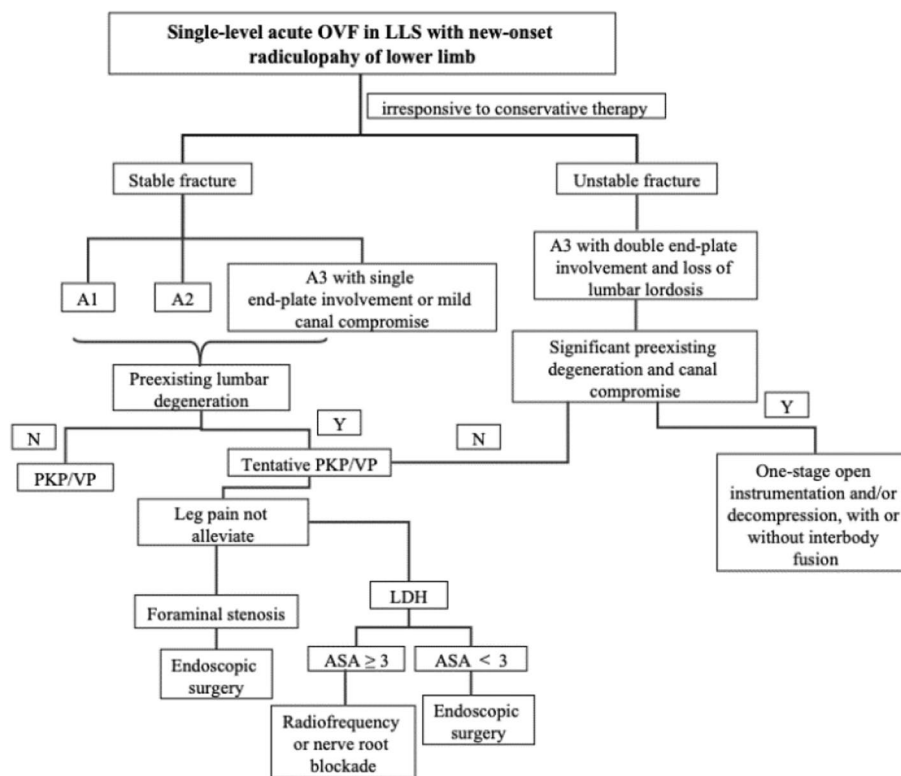 Single-level acute OVF in LLS with new-onset
radiculopahy of lower limb
irresponsive to conservative therapy
Stable fracture
Unstable fracture
A1
A2
A3 with single
end-plate involvement or mild
canal compromise
A3 with double end-plate
involvement and loss of
lumbar lordosis
Preexisting lumbar
degeneration
Significant preexisting
degeneration and canal
compromise
N
Y
N
Y
PKP/VP
Tentative PKP/VP
One-stage open
instrumentation and/or
decompression, with or
without interbody
fusion
Leg pain not
alleviate
Foraminal stenosis
LDH
Endoscopic
surgery
ASA ≥ 3
ASA < 3
Radiofrequency
or nerve root
blockade
Endoscopic
surgery